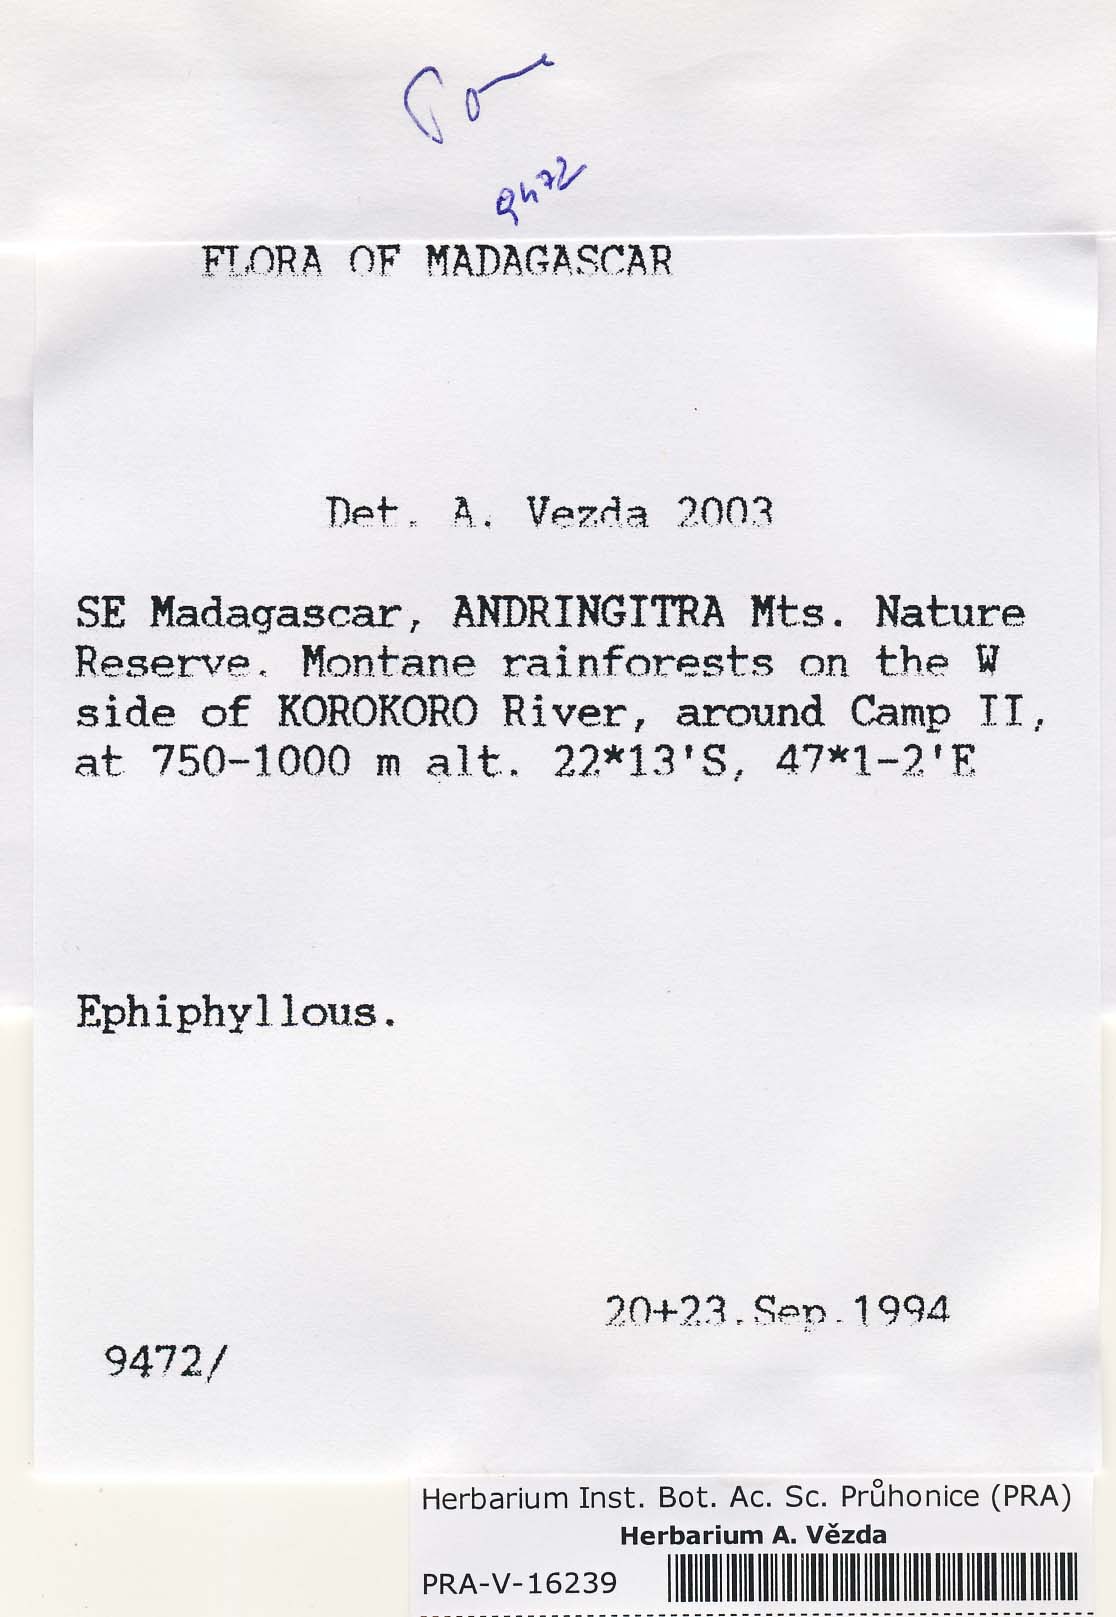 9472
FLORA OF MADAGASCAR
Det. A. Vezda 2003
SE Madagascar, ANDRINGITRA Mts. Nature
Reserve. Montane rainforests on the W
side of KOROKORO River, around Camp II,
at 750-1000 m alt. 22*13'S, 47*1-2'E
Ephiphyllous.
20+23.Sep.1994
9472/
Herbarium Inst. Bot. Ac. Sc. Průhonice (PRA)
Herbarium A. Vězda
PRA-V-16239